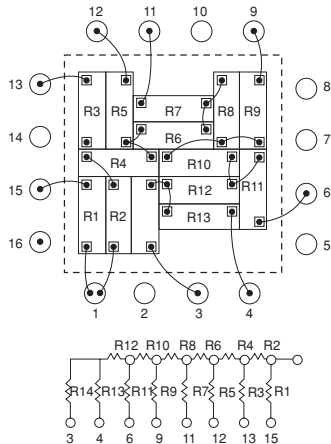 12 11 10 9
13 8
R3 R5 R7 R8 R9
14 R6 7
R4 R10
15 R12 R11 6
R1 R2
R13
16 5
1 2 3 4
R12 R10 R8 R6 R4 R2
R14 R13 R11 R9 R7 R5 R3 R1
3 4 6 9 11 12 13 15